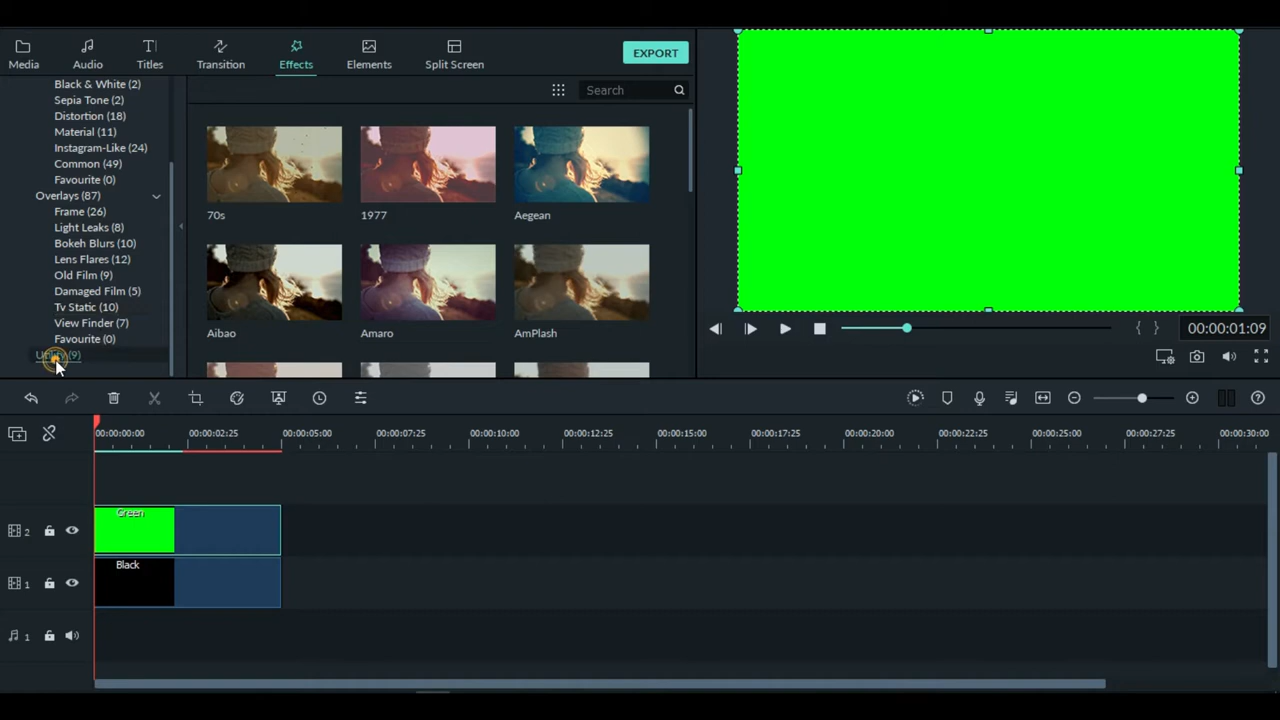 Media
Audio
Titles
Transition
Effects
Elements
Split Screen
EXPORT
Black & White (2)
Sepia Tone (2)
Distortion (18)
Material (11)
Instagram-Like (24)
Common (49)
Favourite (0)
Overlays (87)
Frame (26)
Light Leaks (8)
Bokeh Blurs (10)
Lens Flares (12)
Old Film (9)
Damaged Film (5)
Tv Static (10)
View Finder (7)
Favourite (0)
Utility (9)
Search
70s
1977
Aegean
Aibao
Amaro
AmPlash
00:00:01:09
00:00:00:00
00:00:02:25
00:00:05:00
00:00:07:25
00:00:10:00
00:00:12:25
00:00:15:00
00:00:17:25
00:00:20:00
00:00:22:25
00:00:25:00
00:00:27:25
00:00:30:00
2
Green
1
Black
1